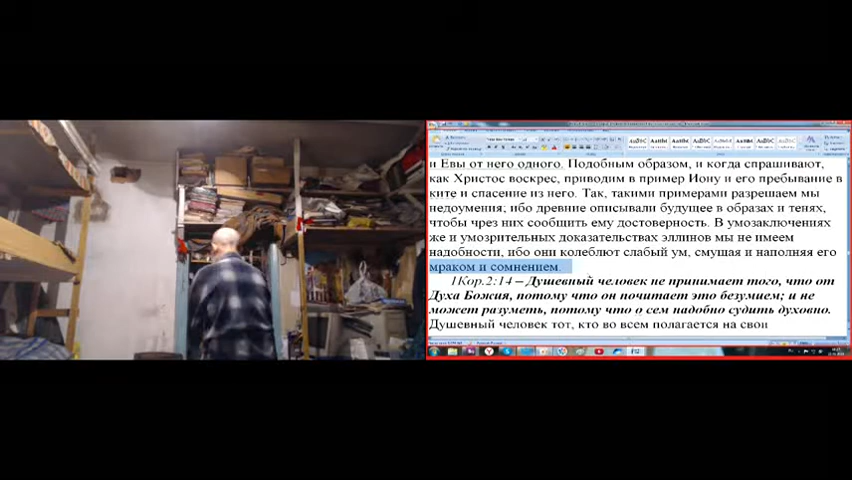 и Евы от него одного. Подобным образом, и когда спрашивают,
как Христос воскрес, приводим в пример Иону и его пребывание в
ките и спасение из него. Так, такими примерами разрешаем мы
недоумения; ибо древние описывали будущее в образах и тенях,
чтобы чрез них сообщить ему достоверность. В умозаключениях
же и умозрительных доказательствах эллинов мы не имеем
надобности, ибо они колеблют слабый ум, смущая и наполняя его
мраком и сомнением.
1Кор.2:14 – Душевный человек не принимает того, что от
Духа Божия, потому что он почитает это безумием; и не
может разуметь, потому что о сем надобно судить духовно.
Душевный человек тот, кто во всем полагается на свои